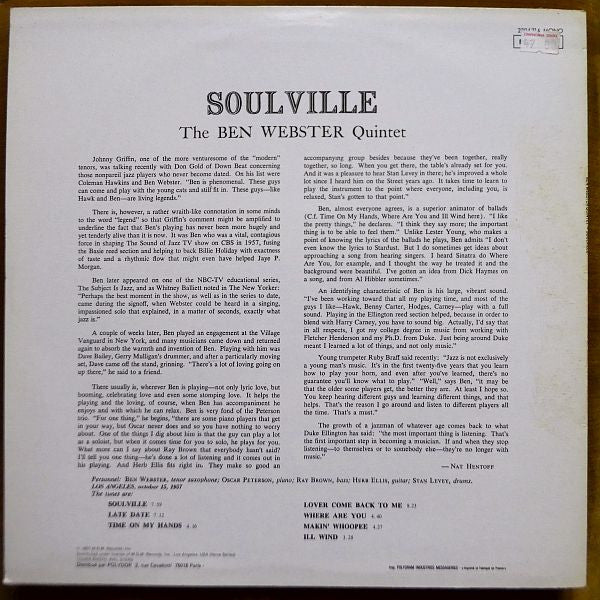 SOULVILLE
The BEN WEBSTER Quintet
Johnny Griffin, one of the more venturesome of the "modern"
tenors, was talking recently with Don Gold of Down Beat concerning
those nonpareil jazz players who never become dated. On his list were
Coleman Hawkins and Ben Webster. "Ben is phenomenal. These guys
can come and play with the young cats and still fit in. These guys—like
Hawk and Ben—are living legends."
There is, however, a rather wraith-like connotation in some minds
to the word "legend" so that Griffin's comment might be amplified to
underline the fact that Ben's playing has never been more hugely and
yet tenderly alive than it is now. It was Ben who was a vital, contagious
force in shaping The Sound of Jazz TV show on CBS in 1957, fusing
the Basie reed section and helping to back Billie Holiday with exactness
of taste and a rhythmic flow that might even have helped Jaye P.
Morgan.
Ben later appeared on one of the NBC-TV educational series,
The Subject Is Jazz, and as Whitney Balliett noted in The New Yorker:
"Perhaps the best moment in the show, as well as in the series to date,
came during the signoff, when Webster could be heard in a singing,
impassioned solo that explained, in a matter of seconds, exactly what
jazz is."
A couple of weeks later, Ben played an engagement at the Village
Vanguard in New York, and many musicians came down and returned
again to absorb the warmth and invention that are Ben. One night it was
Dave Bailey, Gerry Mulligan's drummer, and after a particularly moving
set, Dave came off the stand, grinning. "There's a lot of loving going on
up there," he said to a friend.
There usually is, wherever Ben is playing—not only lyric love, but
booming, celebrating love and even some stomping love. It helps the
playing and the loving, of course, when Ben has accompaniment he
enjoys and with which he can relax. Ben is very fond of the Peterson
trio. "For one thing," he begins, "there are some piano players that get
in your way, but Oscar never does and so you have nothing to worry
about. One of the things I dig about him is that the guy can play a lot
as a soloist, but when it comes time for you to solo, he plays for you.
What more can I say about Ray Brown that everybody hasn't said?
I'll tell you one thing—he's done a lot of listening and it comes out in
his playing. And Herb Ellis fits right in. They make so good an
accompanying group besides because they've been together, really
together, so long. When you get there, the table's already set for you.
And it was a pleasure to hear Stan Levey in there; he's improved a whole
lot since I heard him on the Street years ago. It takes time to learn to
play the instrument to the point where everyone, including you, is
relaxed, Stan's gotten to that point."
Ben, almost everyone agrees, is a superior animator of ballads
(C.f. Time On My Hands, Where Are You and Ill Wind here). "I like
the pretty things," he declares. "I think they say more; the important
thing is to be able to feel them." Unlike Lester Young, who makes a
point of knowing the lyrics of the ballads he plays, Ben admits "I don't
even know the lyrics to Stardust. But I do sometimes get ideas about
approaching a song from hearing singers. I heard Sinatra do Where
Are You, for example, and I thought the way he treated it and the
background were beautiful. I've gotten an idea from Dick Haymes on
a song, and from Al Hibbler sometimes."
An identifying characteristic of Ben is his large, vibrant sound.
"I've been working toward that all my playing time, and most of the
guys I like—Hawk, Benny Carter, Hodges, Carney—play with a full
sound. Playing in the Ellington reed section helped, because in order to
blend with Harry Carney, you have to sound big. Actually, I'd say that
in all respects, I got my college degree in music from working with
Fletcher Henderson and my Ph.D. from Duke. Just being around Duke
meant I learned a lot of things, and not only music."
Young trumpeter Ruby Braff said recently: "Jazz is not exclusively
a young man's music. It's in the first twenty-five years that you learn
how to play your horn, and even after you've learned, there's no
guarantee you'll know what to play." "Well," says Ben, "it may be
that the older some players get, the better they are. At least I hope so.
You keep hearing different guys and learning different things, and that
helps. That's the reason I go around and listen to different players all
the time. That's a must."
The growth of a jazzman of whatever age comes back to what
Duke Ellington has said: "the most important thing is listening. That's
the first important step in becoming a musician. If and when they stop
listening—to themselves or to somebody else—they're no longer with
music."
— NAT HENTOFF
Personnel: BEN WEBSTER, tenor saxophone; OSCAR PETERSON, piano; RAY BROWN, bass; HERB ELLIS, guitar; STAN LEVEY, drums.
LOS ANGELES, october 15, 1957
The tunes are:
SOULVILLE 7.59
LATE DATE 7.12
TIME ON MY HANDS 4.16
LOVER COME BACK TO ME 8.23
WHERE ARE YOU 4.40
MAKIN' WHOOPEE 4.27
ILL WIND 3.28
Distribué par POLYDOR 2, rue Cavallotti 75018 Paris
Imp. POLYGRAM INDUSTRIES MESSAGERIES